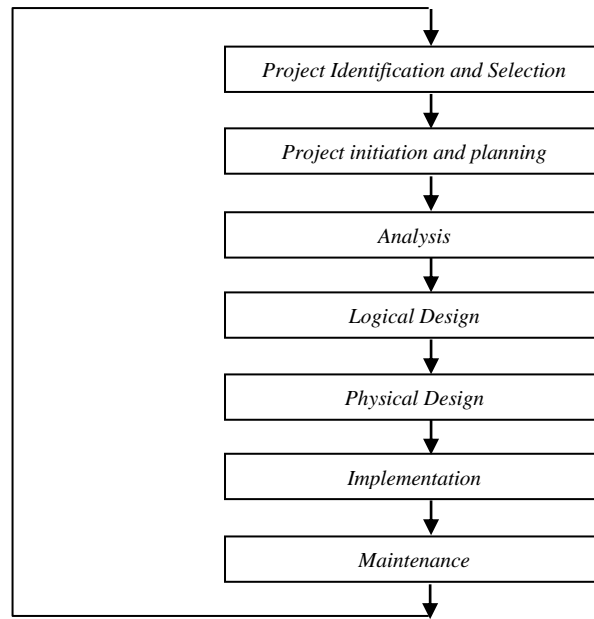 Project Identification and Selection
Project initiation and planning
Analysis
Logical Design
Physical Design
Implementation
Maintenance